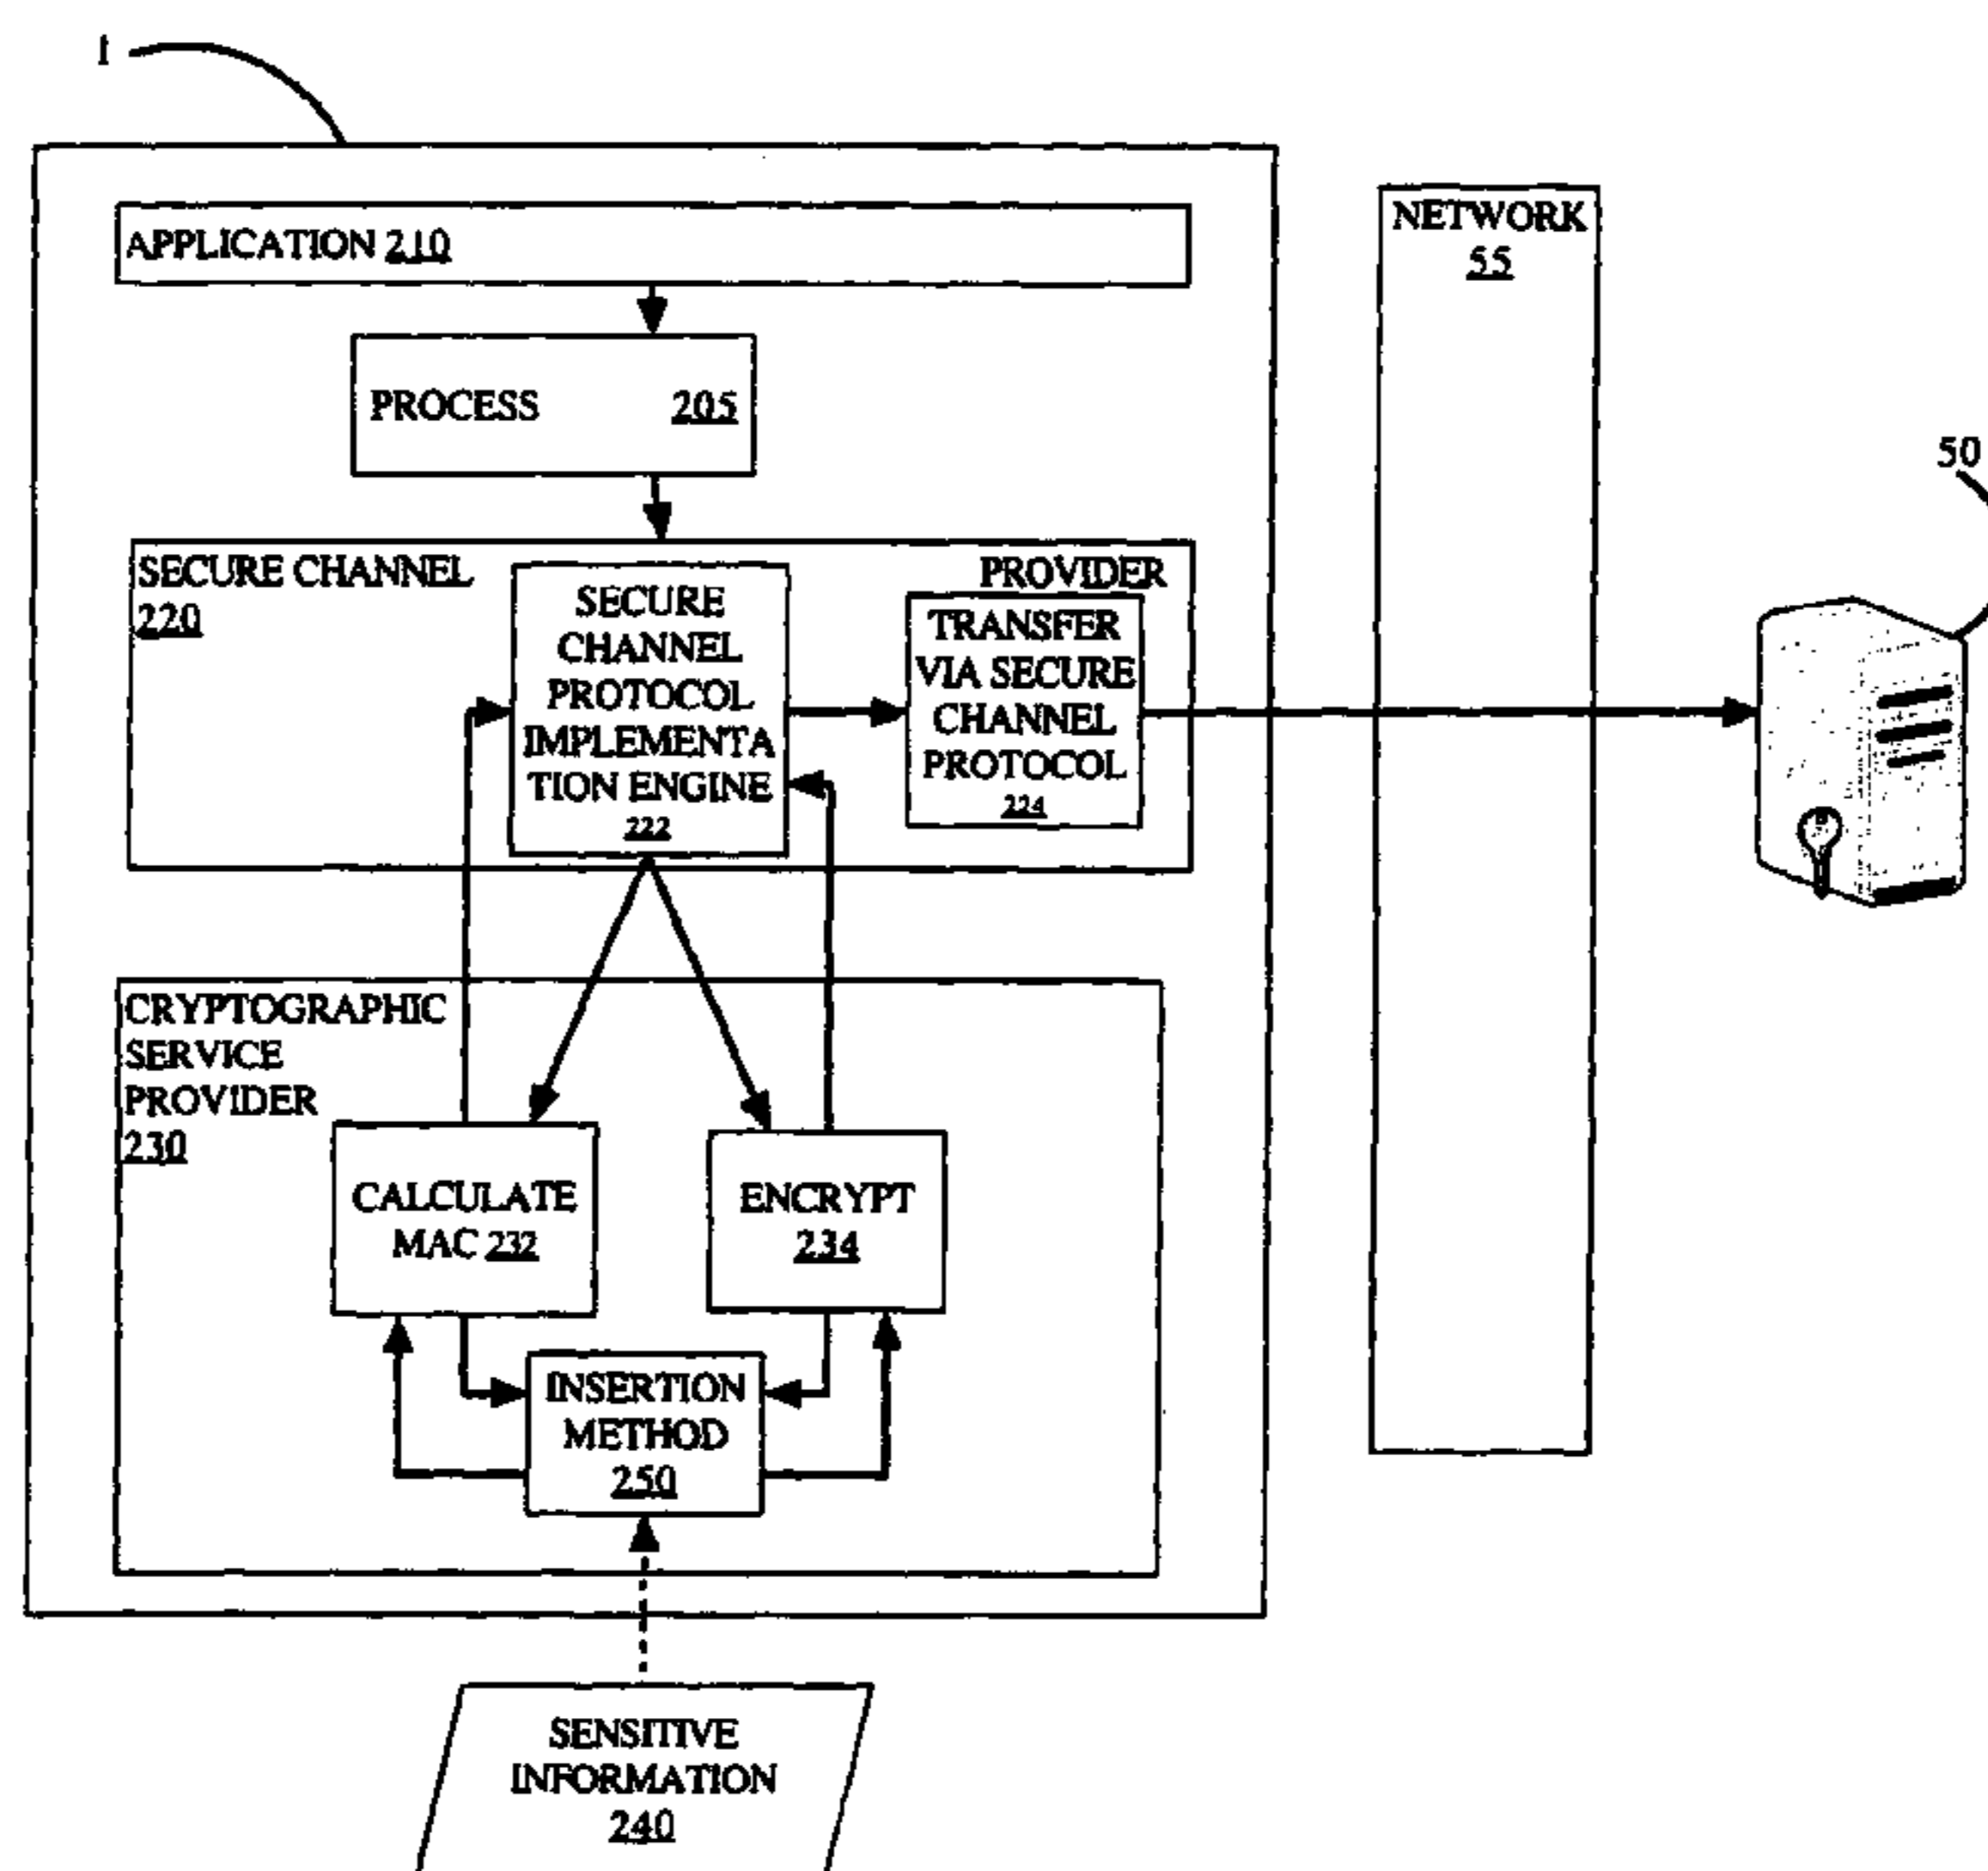 1
APPLICATION 210
NETWORK
55
PROCESS 205
50
SECURE CHANNEL
220
PROVIDER
SECURE
CHANNEL
PROTOCOL
IMPLEMENTA
TION ENGINE
222
TRANSFER
VIA SECURE
CHANNEL
PROTOCOL
224
CRYPTOGRAPHIC
SERVICE
PROVIDER
230
CALCULATE
MAC 232
ENCRYPT
234
INSERTION
METHOD
250
SENSITIVE
INFORMATION
240